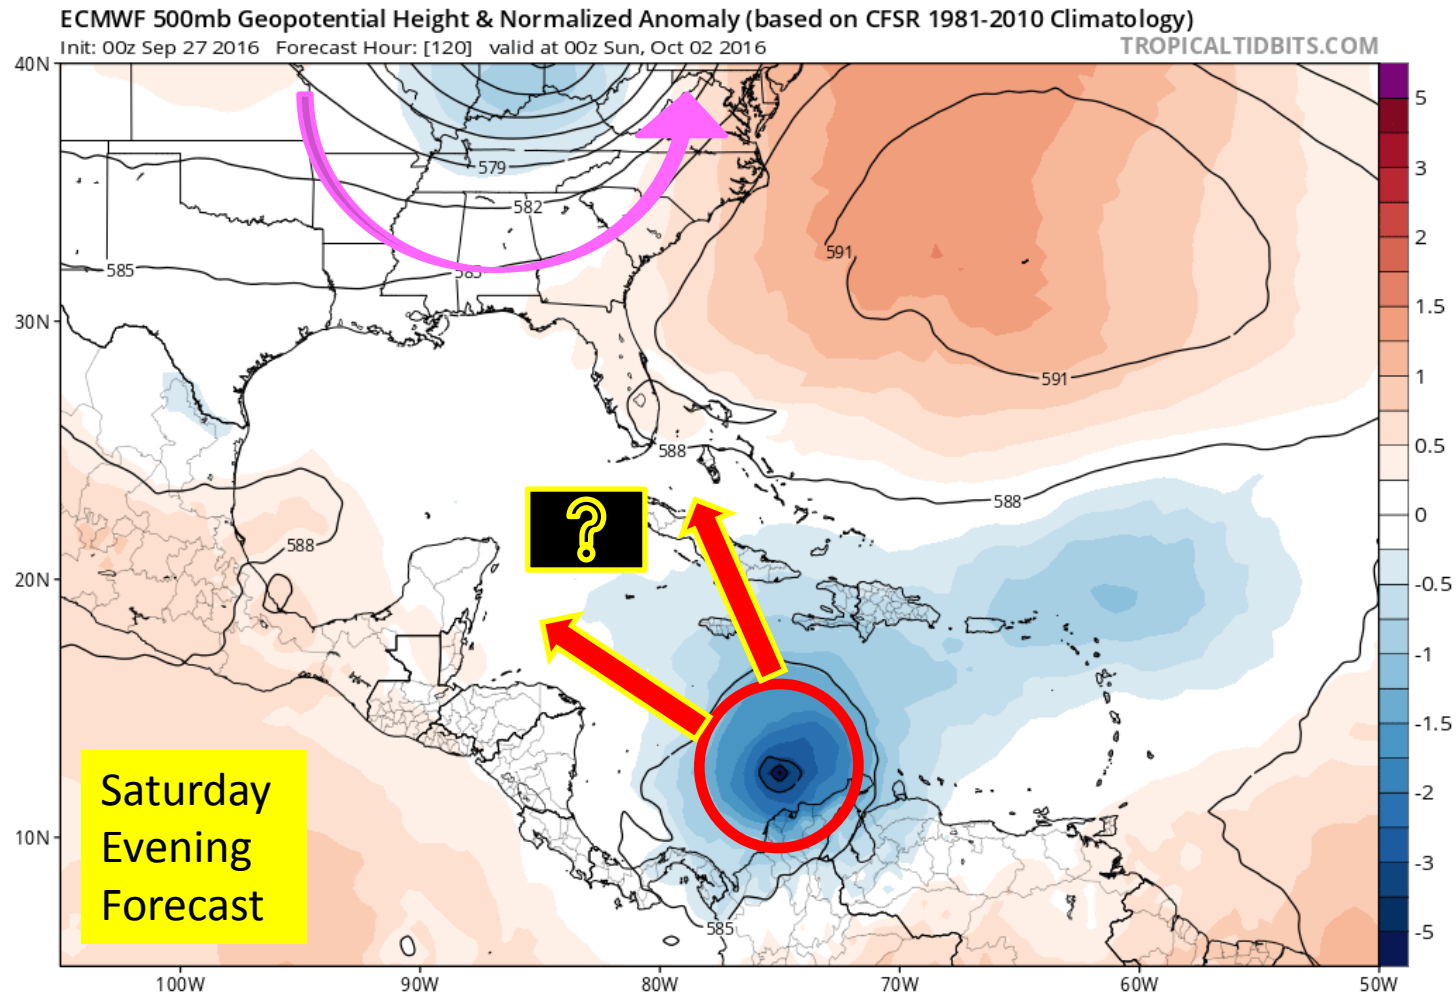 ECMWF 500mb Geopotential Height & Normalized Anomaly (based on CFSR 1981-2010 Climatology)
Init: 00z Sep 27 2016 Forecast Hour: [120] valid at 00z Sun, Oct 02 2016
TROPICALTIDBITS.COM
40N
30N
20N
10N
100W
90W
80W
70W
60W
50W
5
3
2
1.5
1
0.5
0
-0.5
-1
-1.5
-2
-3
-5
579
582
585
585
591
591
588
588
588
585
?
Saturday
Evening
Forecast